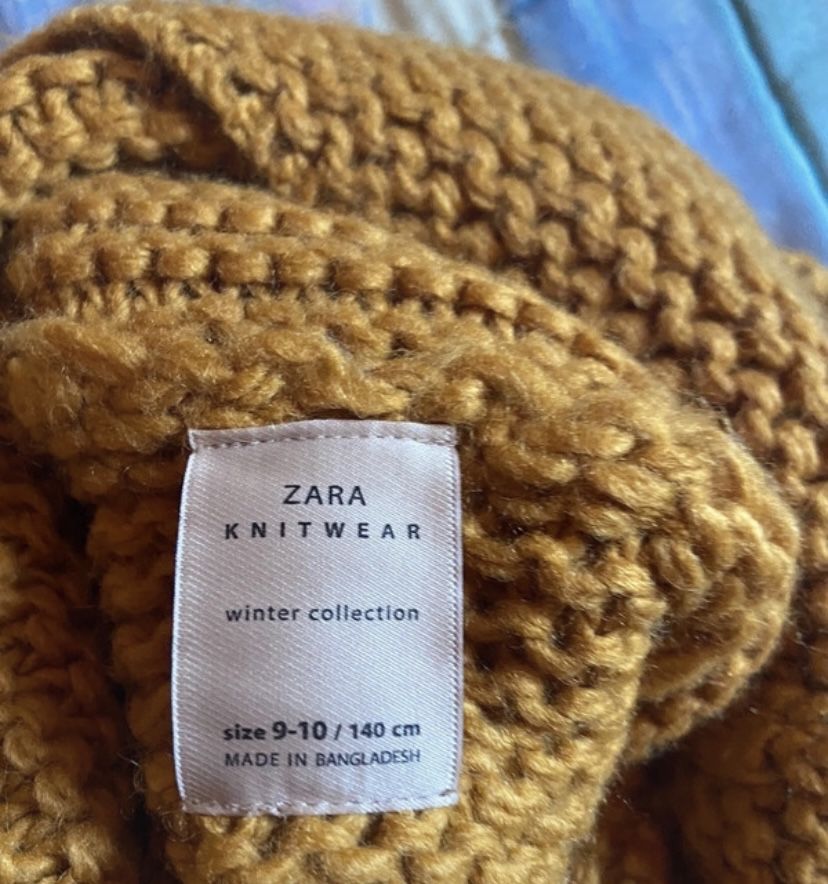 ZARA
KNITWEAR
winter collection
size 9-10 / 140 cm
MADE IN BANGLADESH